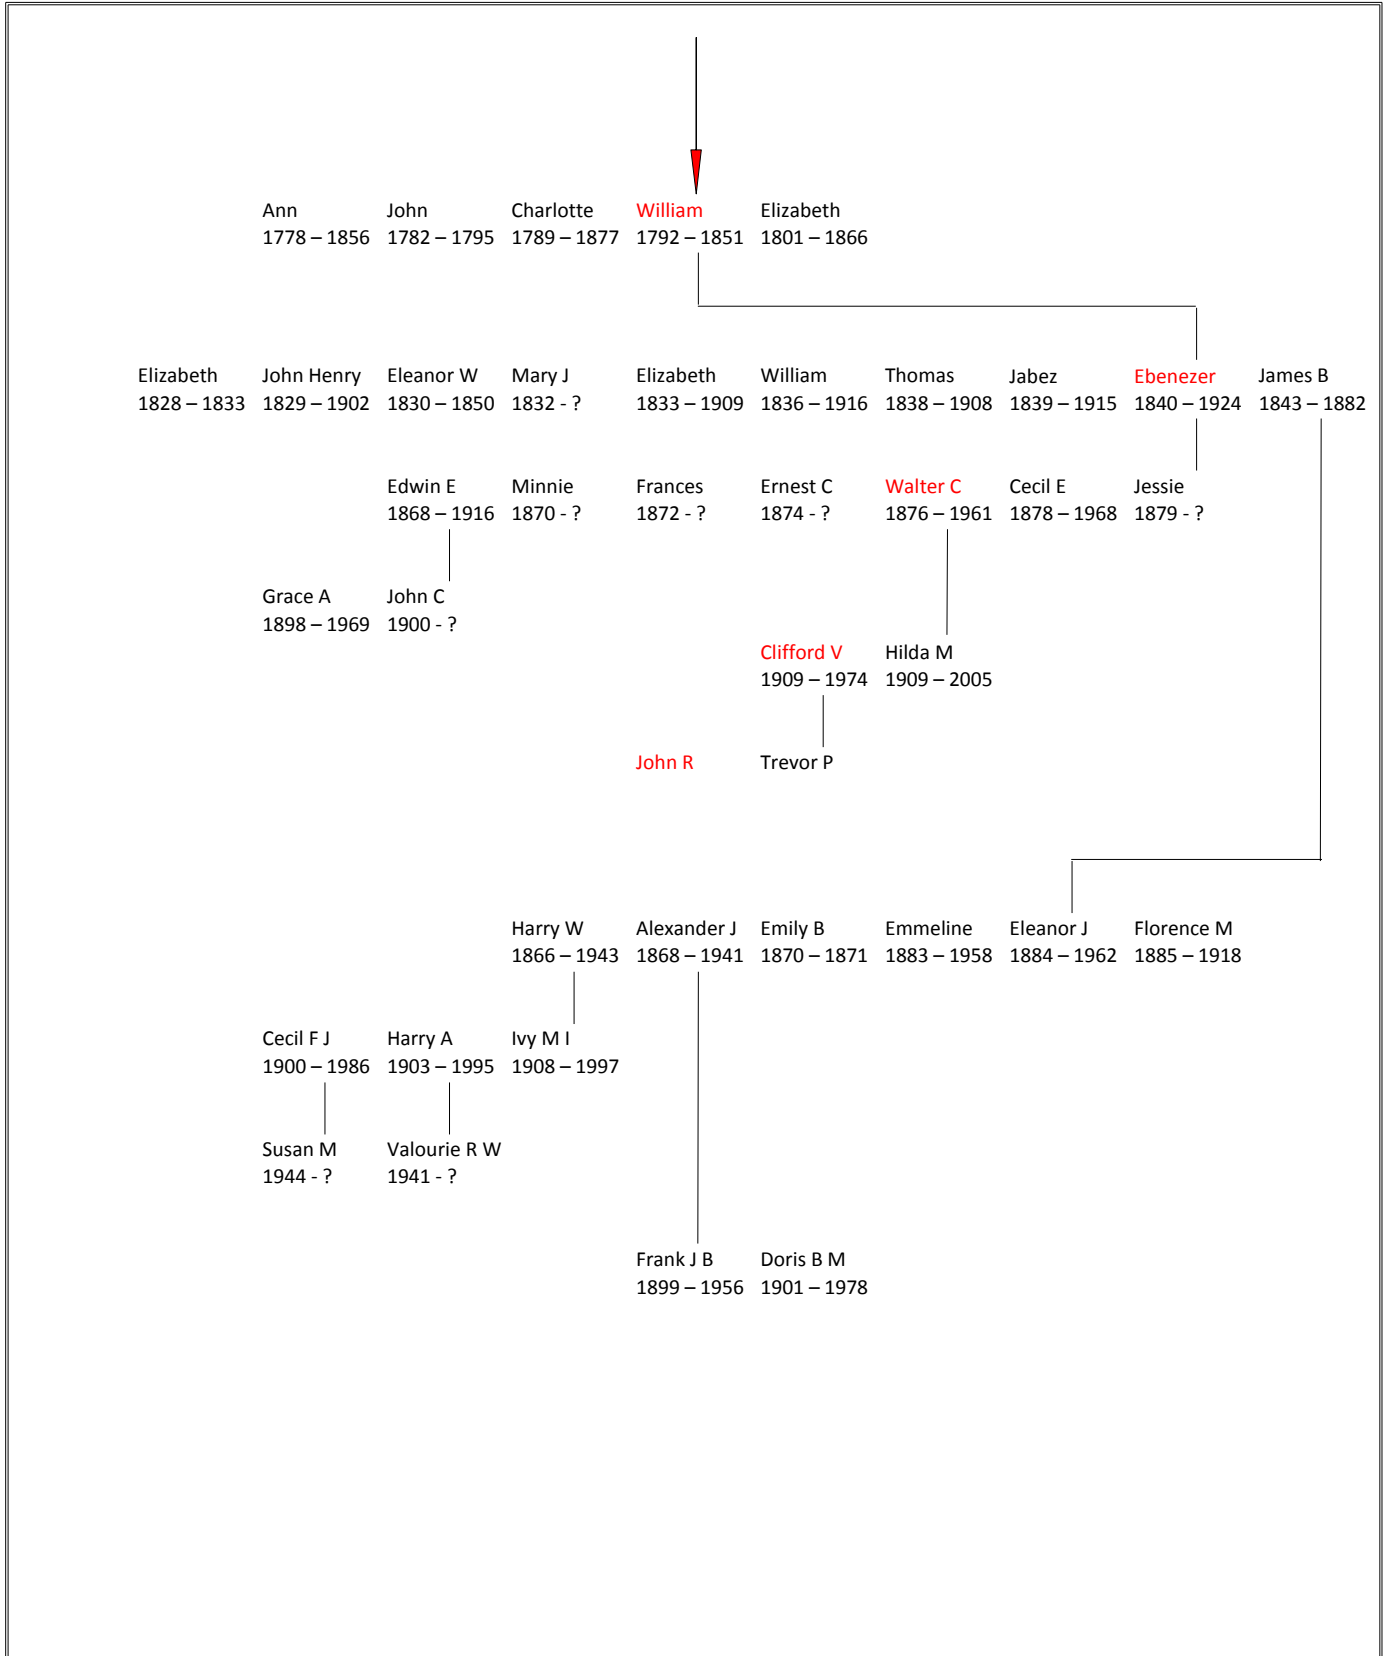 Ann John Charlotte William Elizabeth
1778 – 1856 1782 – 1795 1789 – 1877 1792 – 1851 1801 – 1866
Elizabeth John Henry Eleanor W Mary J Elizabeth William Thomas Jabez Ebenezer James B
1828 – 1833 1829 – 1902 1830 – 1850 1832 - ? 1833 – 1909 1836 – 1916 1838 – 1908 1839 – 1915 1840 – 1924 1843 – 1882
Edwin E Minnie Frances Ernest C Walter C Cecil E Jessie
1868 – 1916 1870 - ? 1872 - ? 1874 - ? 1876 – 1961 1878 – 1968 1879 - ?
Grace A John C
1898 – 1969 1900 - ?
Clifford V Hilda M
1909 – 1974 1909 – 2005
John R Trevor P
Harry W Alexander J Emily B Emmeline Eleanor J Florence M
1866 – 1943 1868 – 1941 1870 – 1871 1883 – 1958 1884 – 1962 1885 – 1918
Cecil F J Harry A Ivy M I
1900 – 1986 1903 – 1995 1908 – 1997
Susan M Valourie R W
1944 - ? 1941 - ?
Frank J B Doris B M
1899 – 1956 1901 – 1978